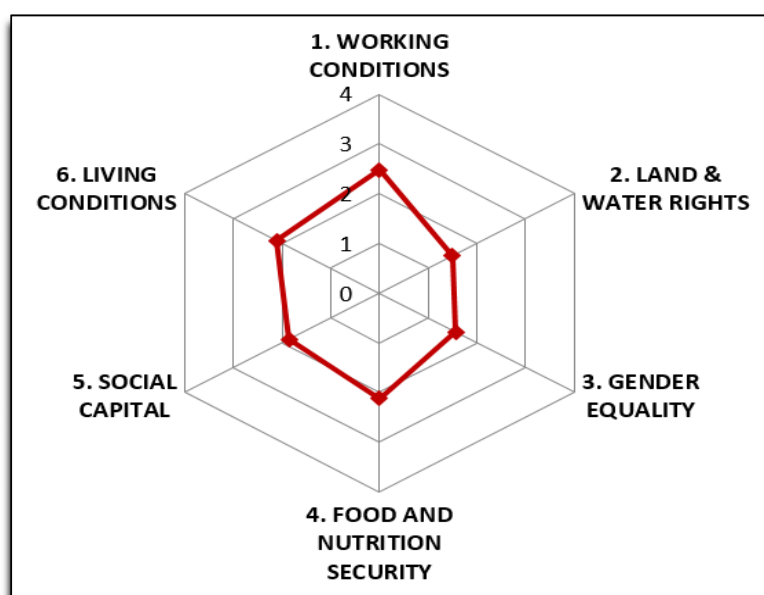 1. WORKING
CONDITIONS
4
3
2
1
0
2. LAND &
WATER RIGHTS
3. GENDER
EQUALITY
4. FOOD AND
NUTRITION
SECURITY
5. SOCIAL
CAPITAL
6. LIVING
CONDITIONS